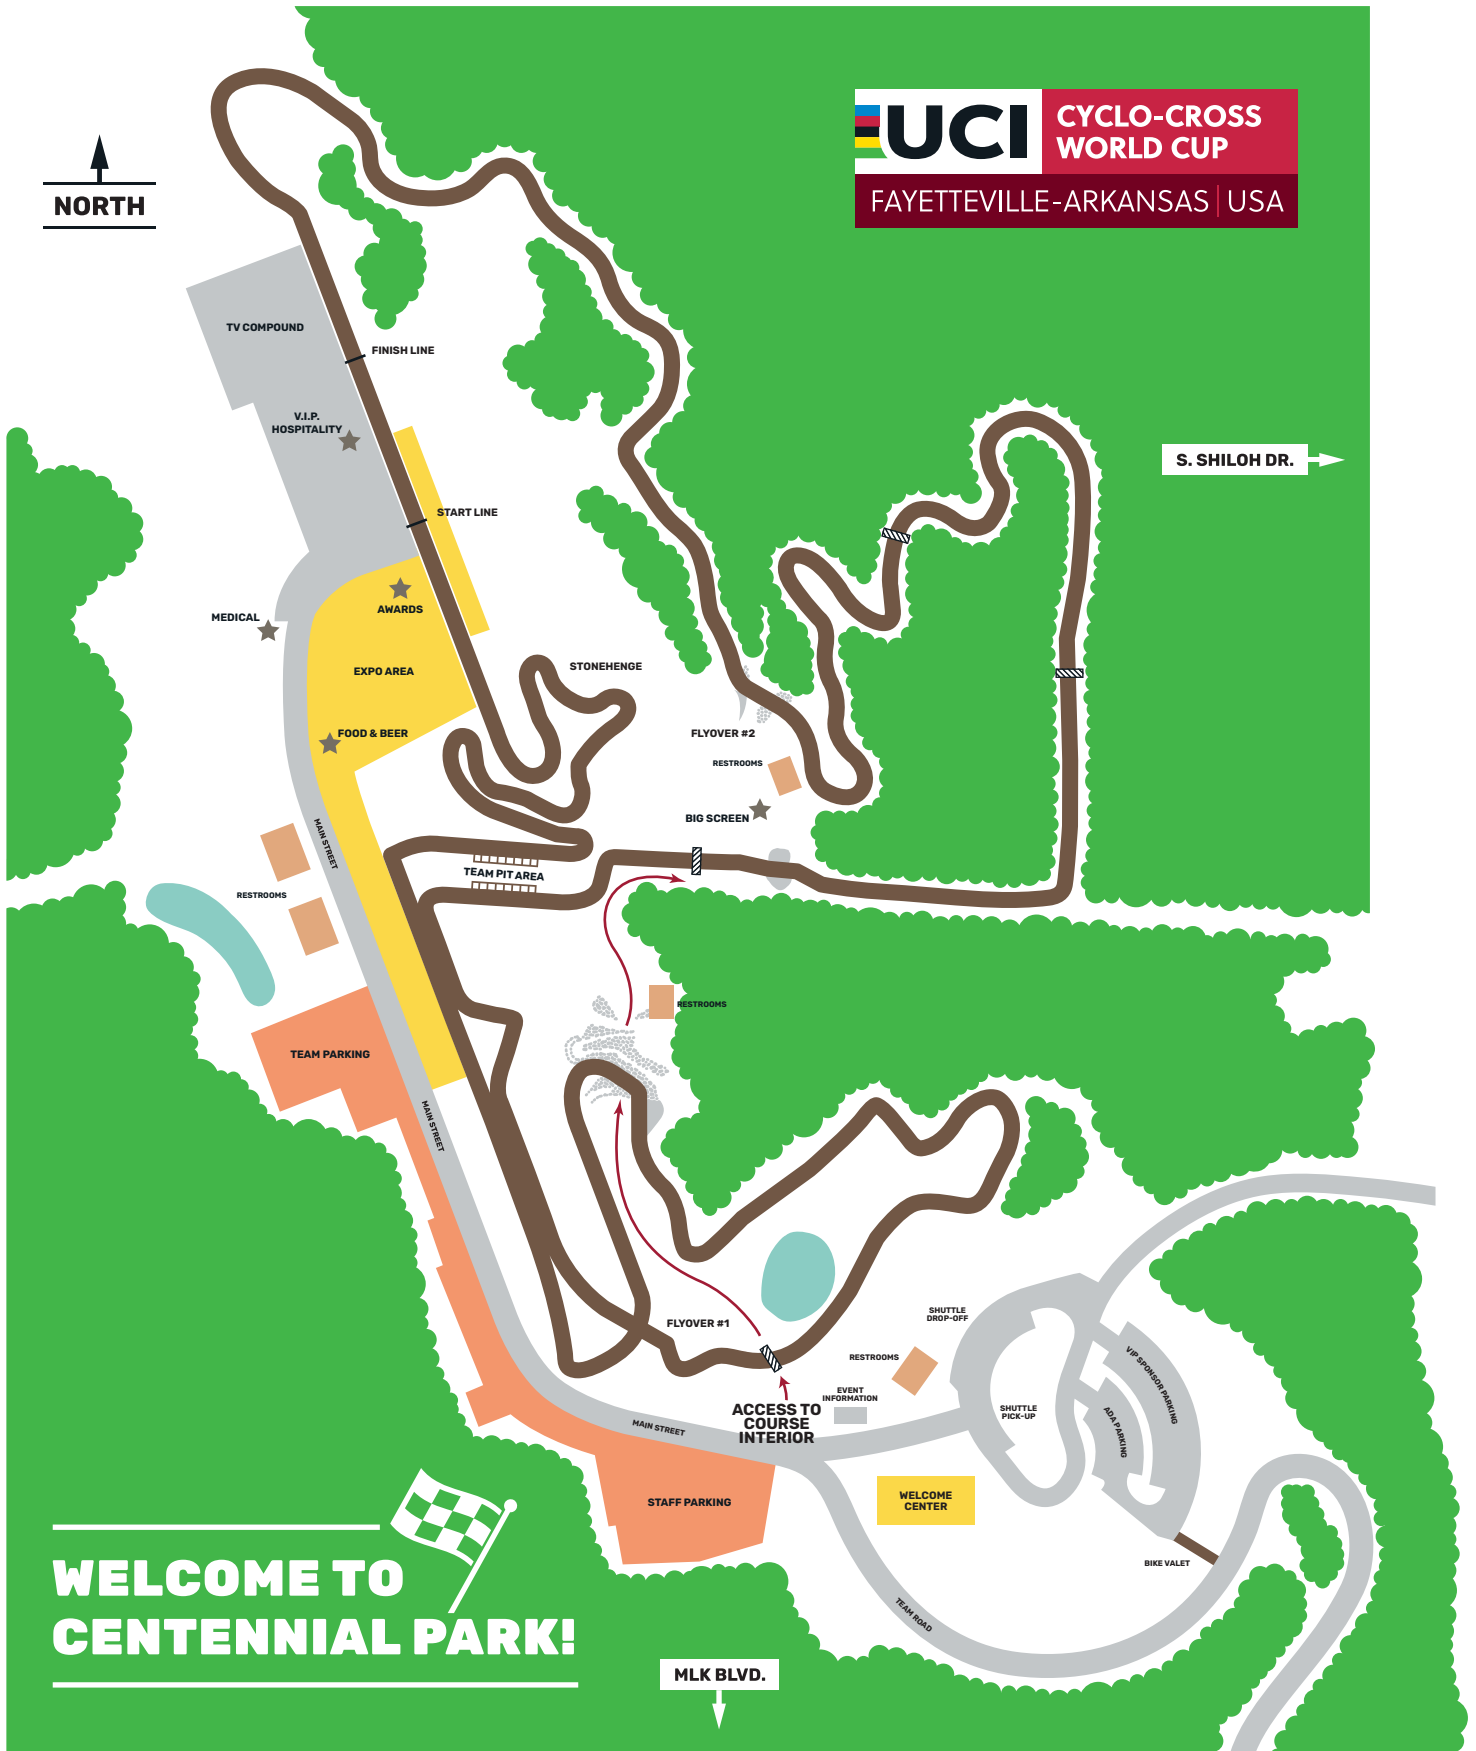 UCI
CYCLO-CROSS
WORLD CUP
FAYETTEVILLE-ARKANSAS | USA
NORTH
TV COMPOUND
FINISH LINE
V.I.P.
HOSPITALITY
S. SHILOH DR.
START LINE
AWARDS
MEDICAL
EXPO AREA
STONEHENGE
FOOD & BEER
FLYOVER #2
RESTROOMS
BIG SCREEN
MAIN STREET
TEAM PIT AREA
RESTROOMS
RESTROOMS
TEAM PARKING
MAIN STREET
FLYOVER #1
SHUTTLE
DROP-OFF
RESTROOMS
VIP SPONSOR PARKING
EVENT
INFORMATION
ACCESS TO
COURSE
INTERIOR
SHUTTLE
PICK-UP
ADA PARKING
MAIN STREET
STAFF PARKING
WELCOME
CENTER
BIKE VALET
TEAM ROAD
WELCOME TO
CENTENNIAL PARK!
MLK BLVD.